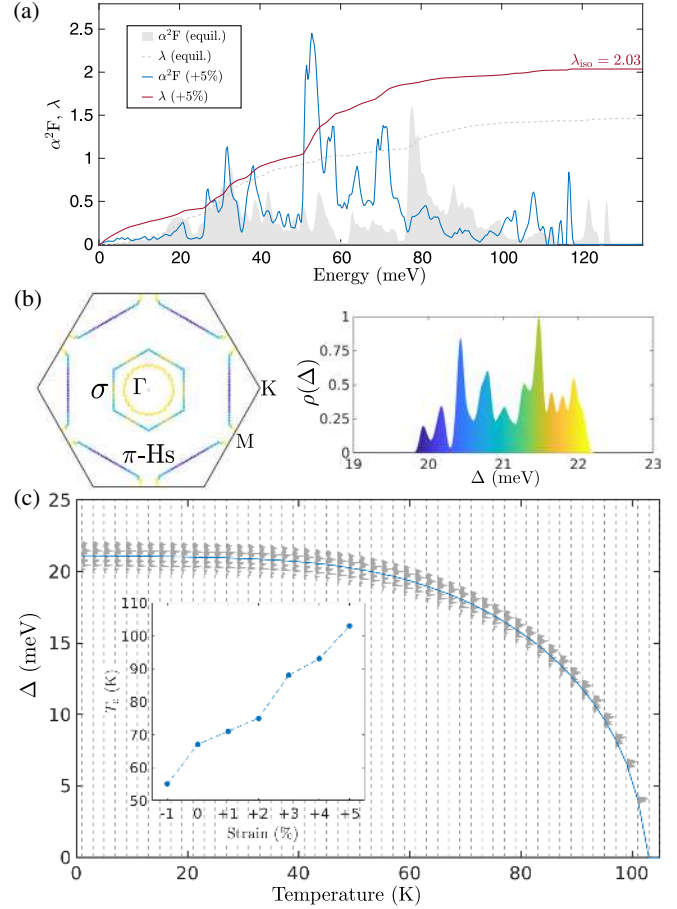 (a)
α²F, λ
2.5
2
1.5
1
0.5
0
α²F (equil.)
λ (equil.)
α²F (+5%)
λ (+5%)
λiso = 2.03
0 20 40 60 80 100 120
Energy (meV)
(b)
σ
Γ
K
M
π-Hs
ρ(Δ)
1
0.75
0.5
0.25
0
19 20 21 22 23
Δ (meV)
(c)
Δ (meV)
25
20
15
10
5
0
Tc (K)
110
100
90
80
70
60
50
-1 0 +1 +2 +3 +4 +5
Strain (%)
0 20 40 60 80 100
Temperature (K)